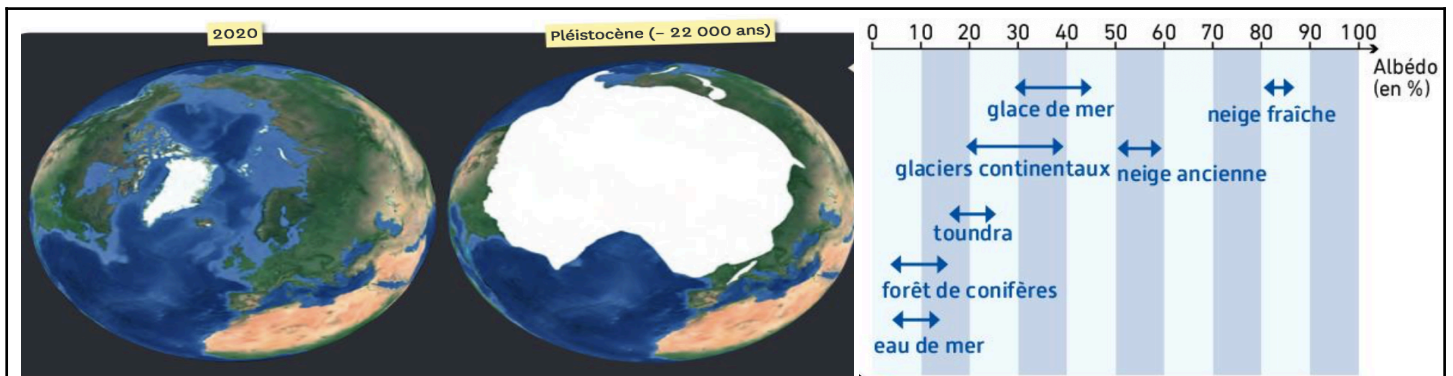 2020
Pléistocène (– 22 000 ans)
0 10 20 30 40 50 60 70 80 90 100
Albédo
(en %)
glace de mer
neige fraîche
glaciers continentaux
neige ancienne
toundra
forêt de conifères
eau de mer